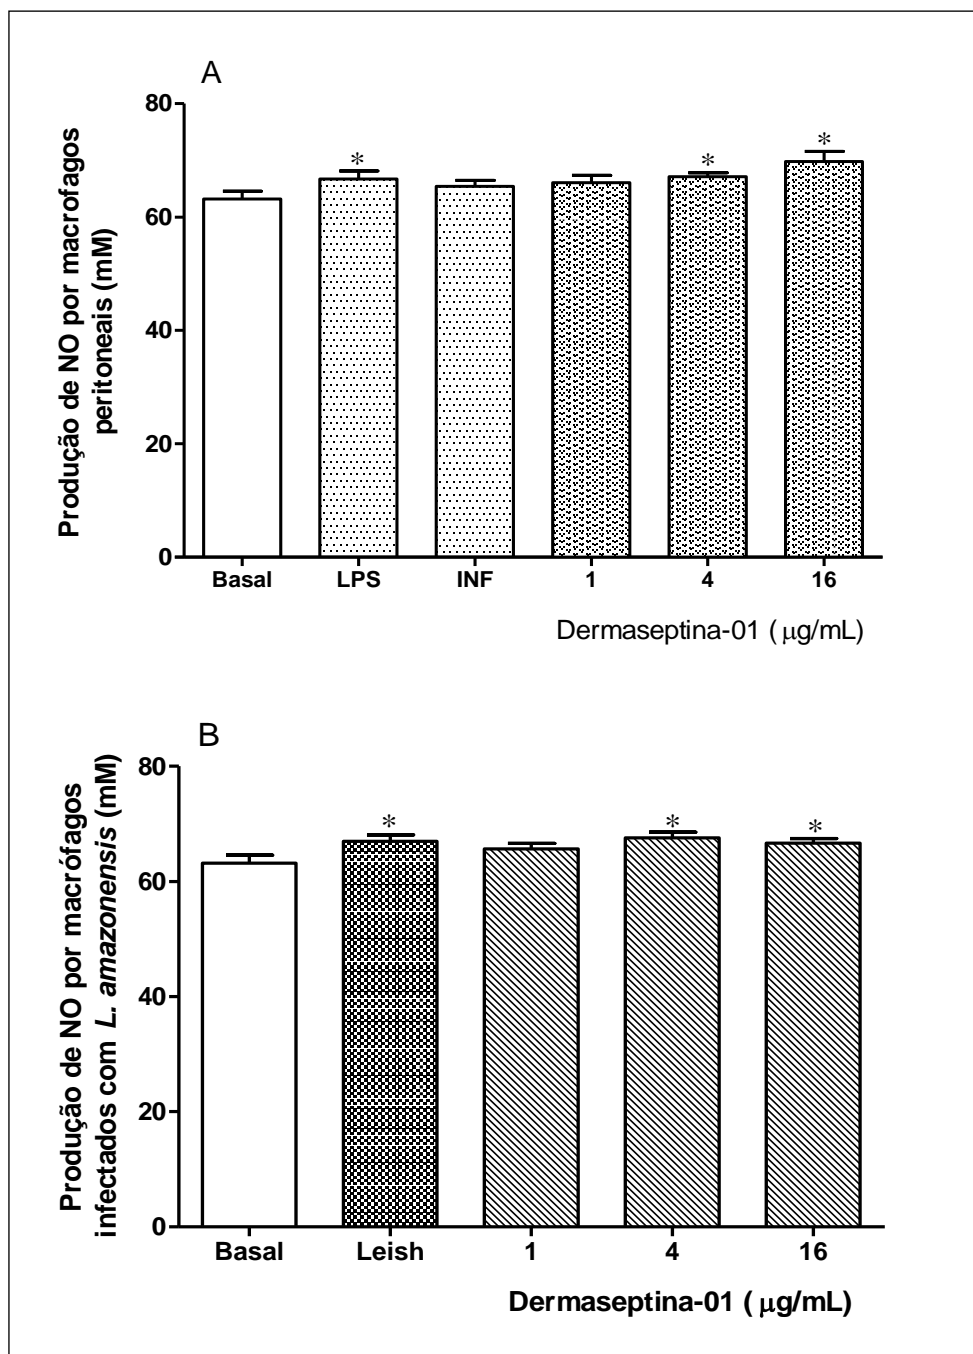 A
Produção de NO por macrofagos
peritoneais (mM)
80
60
40
20
0
*
*
*
Basal LPS INF 1 4 16
Dermaseptina-01 ( μg/mL)
B
Produção de NO por macrófagos
infectados com L. amazonensis (mM)
80
60
40
20
0
*
*
*
Basal Leish 1 4 16
Dermaseptina-01 ( μg/mL)